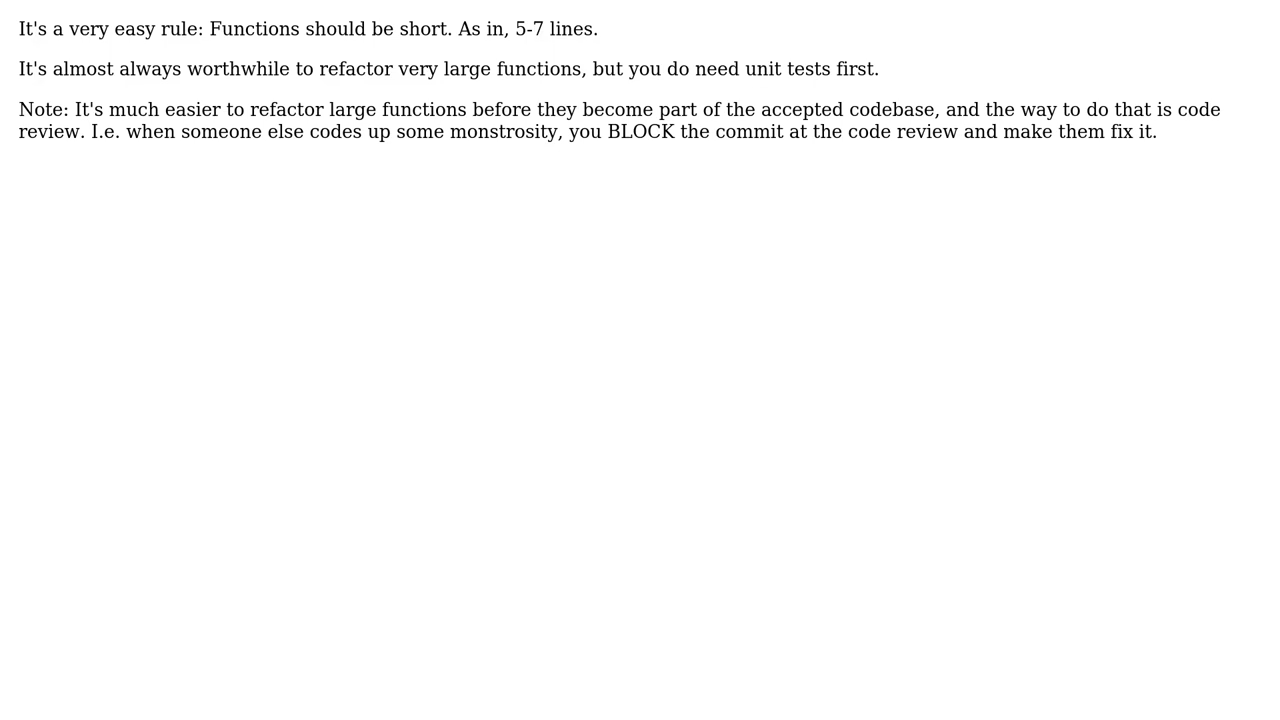 It's a very easy rule: Functions should be short. As in, 5-7 lines.
It's almost always worthwhile to refactor very large functions, but you do need unit tests first.
Note: It's much easier to refactor large functions before they become part of the accepted codebase, and the way to do that is code
review. I.e. when someone else codes up some monstrosity, you BLOCK the commit at the code review and make them fix it.